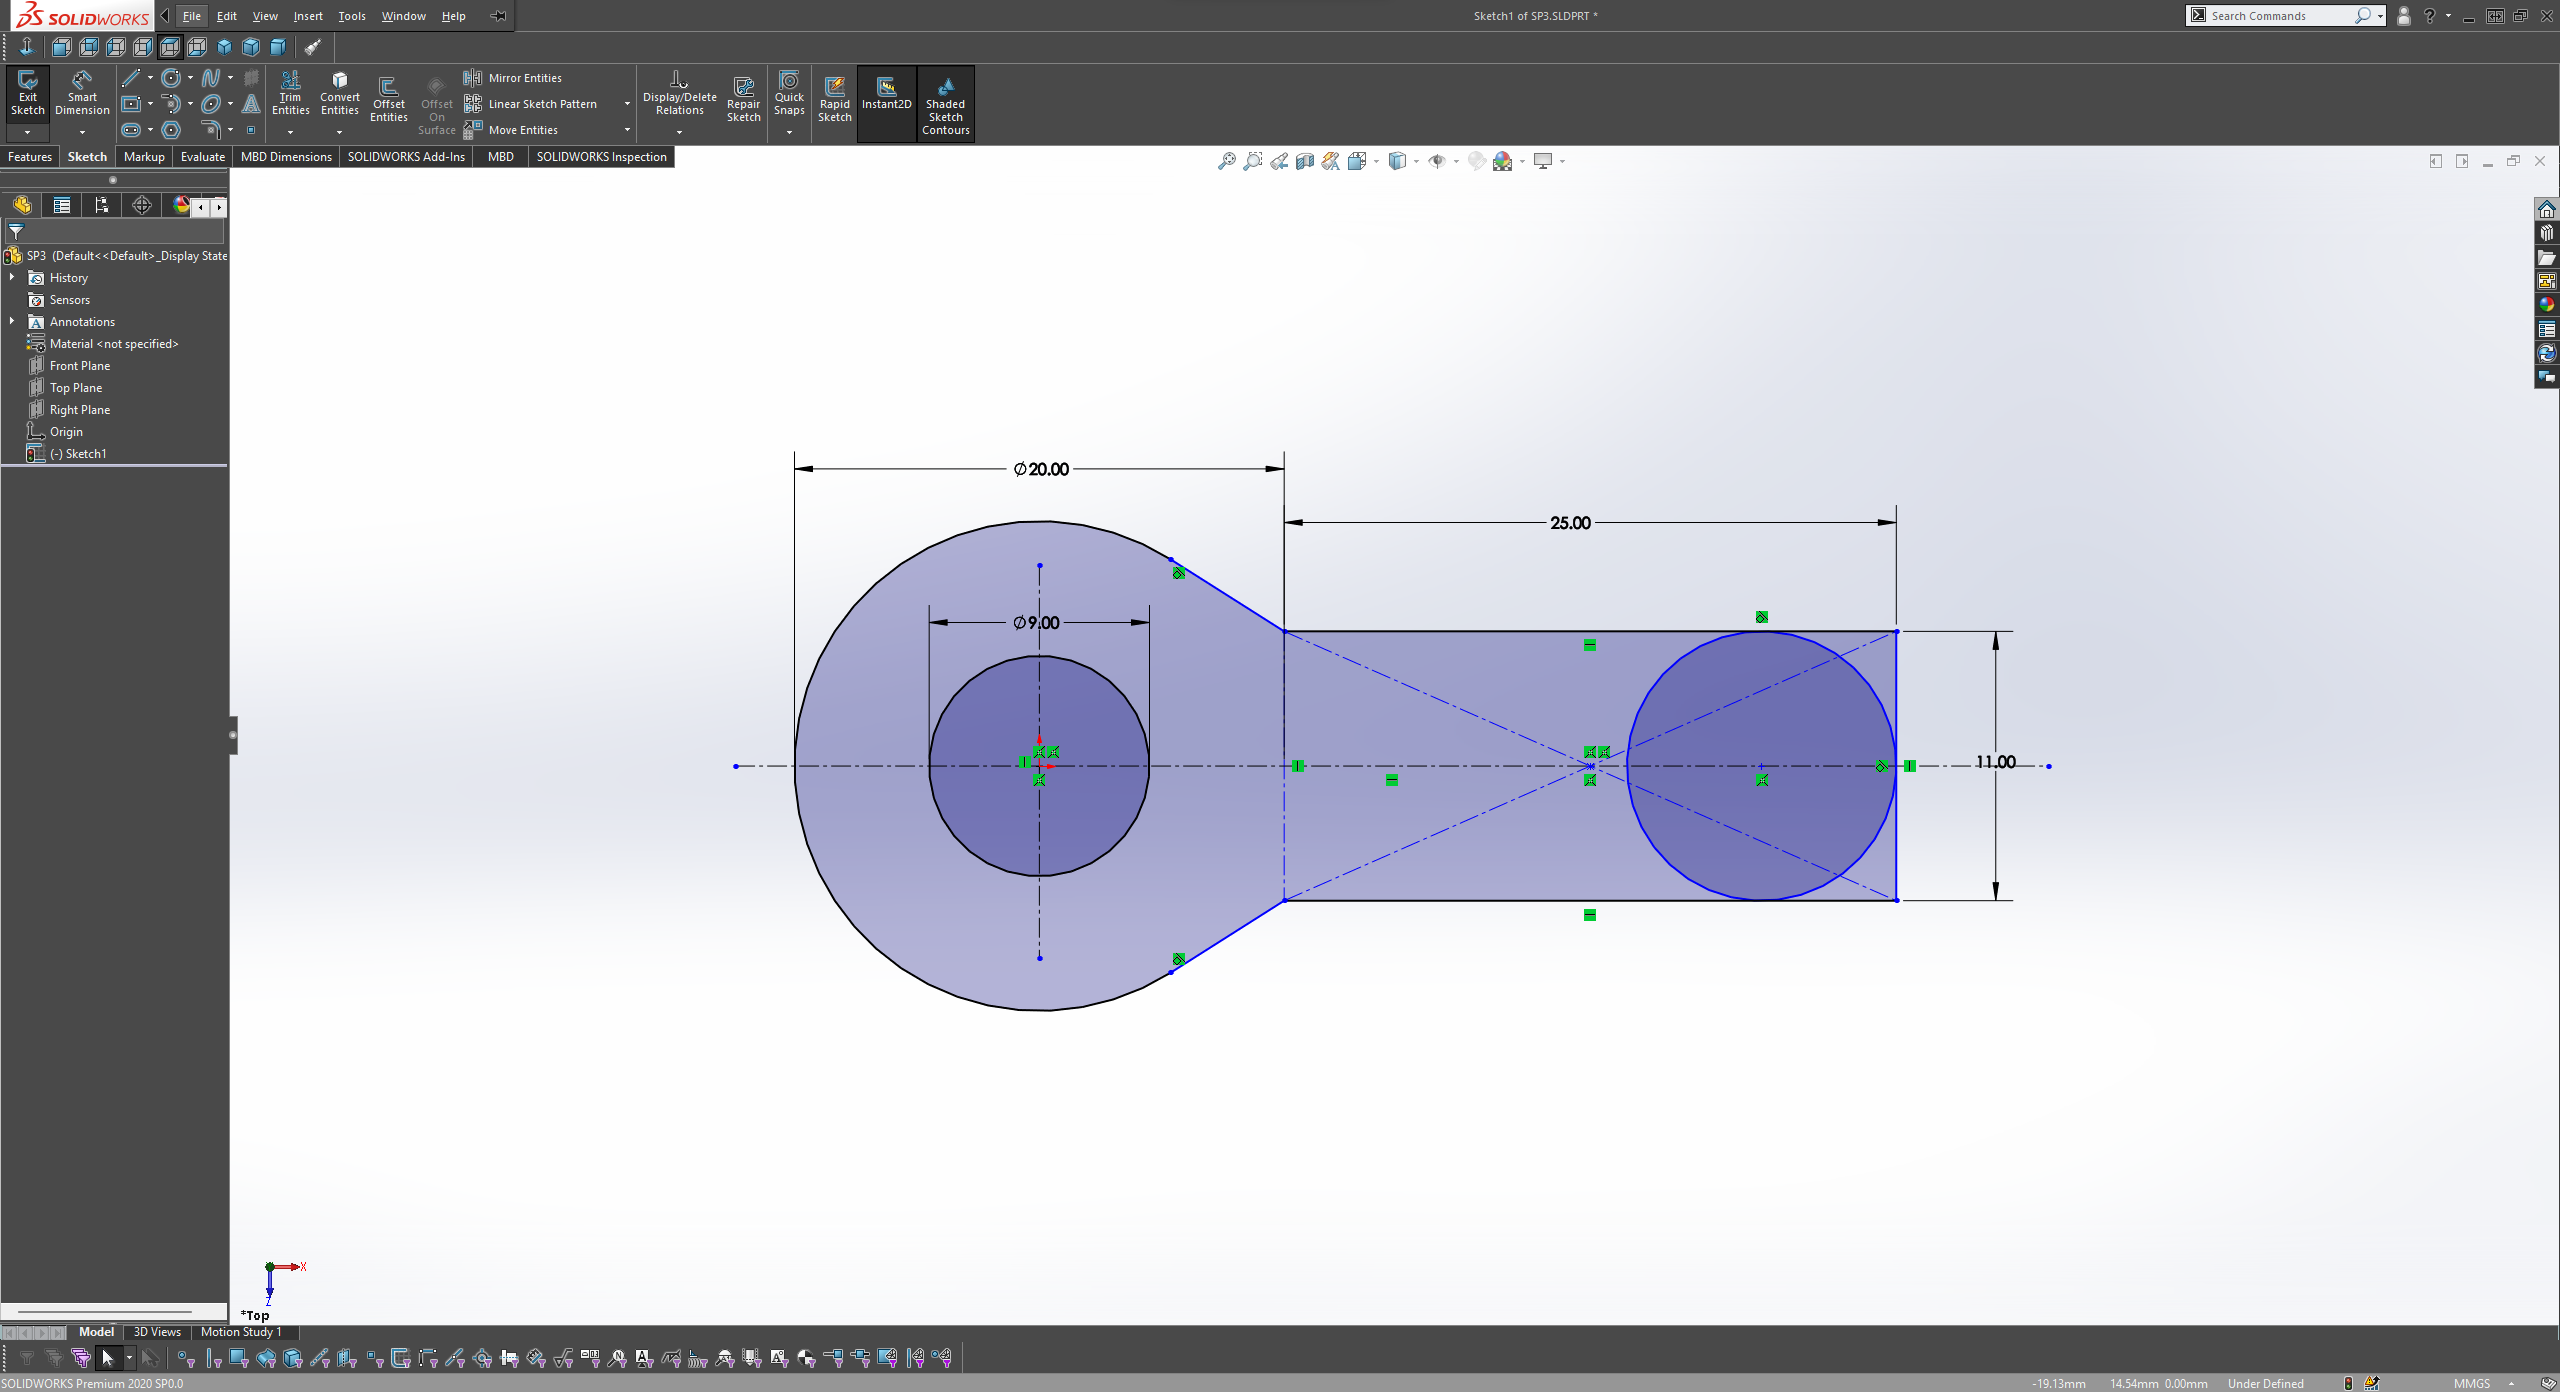 SOLIDWORKS File Edit View Insert Tools Window Help Sketch1 of SP3.SLDPRT * Search Commands ?
Exit Sketch
Smart Dimension
Trim Entities
Convert Entities
Offset Entities
Offset On Surface
Mirror Entities
Linear Sketch Pattern
Move Entities
Display/Delete Relations
Repair Sketch
Quick Snaps
Rapid Sketch
Instant2D
Shaded Sketch Contours
Features Sketch Markup Evaluate MBD Dimensions SOLIDWORKS Add-Ins MBD SOLIDWORKS Inspection
SP3 (Default<<Default>_Display State
History
Sensors
Annotations
Material <not specified>
Front Plane
Top Plane
Right Plane
Origin
(-) Sketch1
∅20.00
25.00
∅9.00
11.00
X
Z
*Top
Model 3D Views Motion Study 1
SOLIDWORKS Premium 2020 SP0.0 -19.13mm 14.54mm 0.00mm Under Defined MMGS